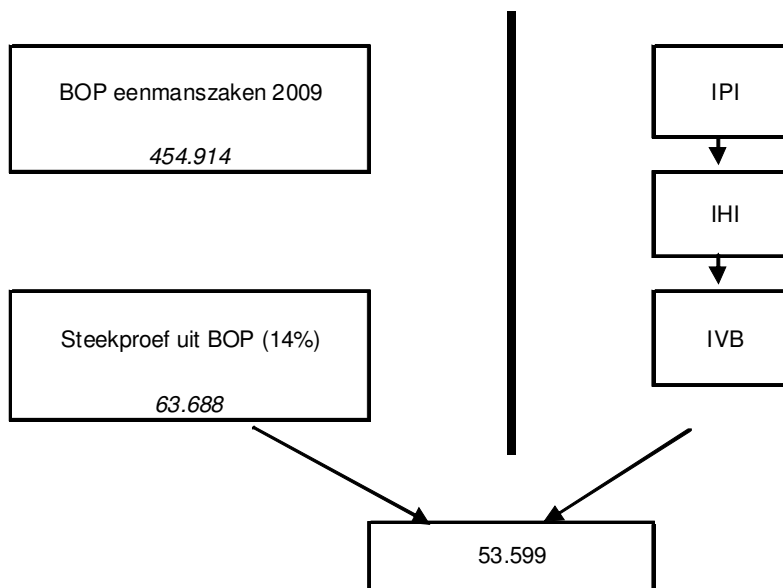 BOP eenmanszaken 2009
454.914
Steekproef uit BOP (14%)
63.688
IPI
IHI
IVB
53.599